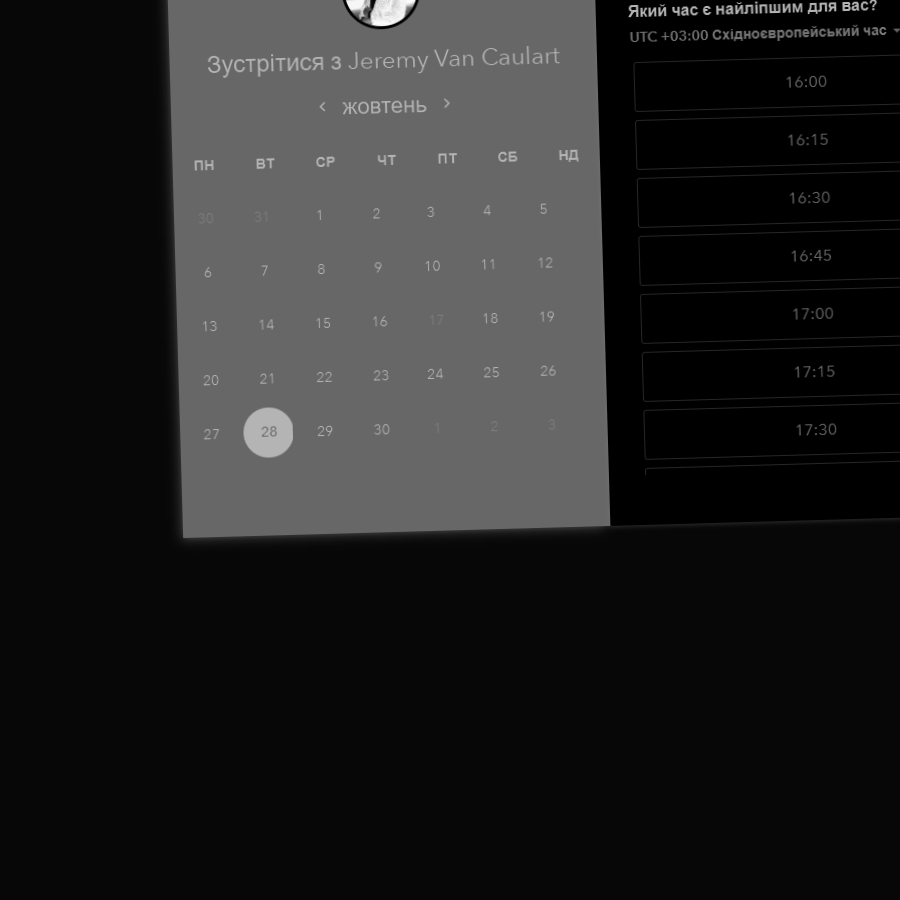 Зустрітися з Jeremy Van Caulart
< жовтень >
ПН ВТ СР ЧТ ПТ СБ НД
30 31 1 2 3 4 5
6 7 8 9 10 11 12
13 14 15 16 17 18 19
20 21 22 23 24 25 26
27 28 29 30 1 2 3
Який час є найліпшим для вас?
UTC +03:00 Східноєвропейський час
16:00
16:15
16:30
16:45
17:00
17:15
17:30